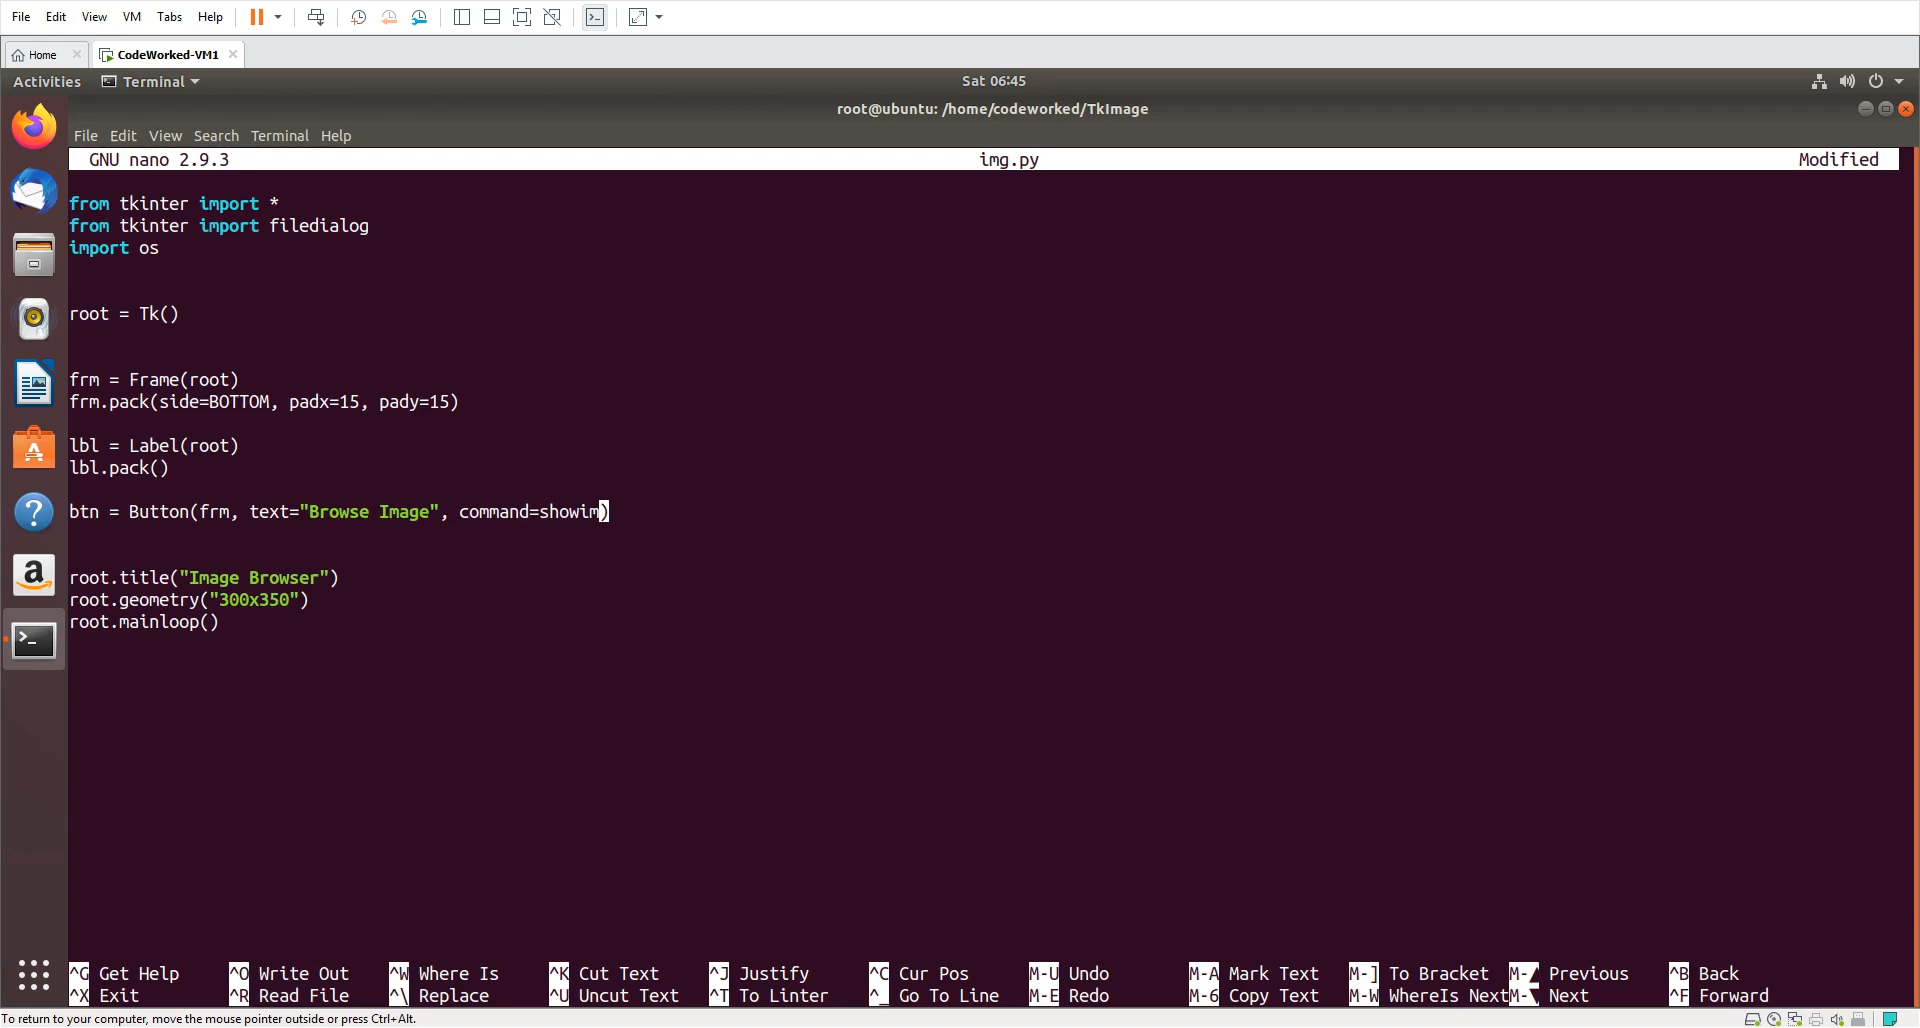 File Edit View VM Tabs Help
Home CodeWorked-VM1
Activities Terminal Sat 06:45
root@ubuntu: /home/codeworked/TkImage
File Edit View Search Terminal Help
GNU nano 2.9.3 img.py Modified
from tkinter import *
from tkinter import filedialog
import os
root = Tk()
frm = Frame(root)
frm.pack(side=BOTTOM, padx=15, pady=15)
lbl = Label(root)
lbl.pack()
btn = Button(frm, text="Browse Image", command=showim)
root.title("Image Browser")
root.geometry("300x350")
root.mainloop()
^G Get Help ^O Write Out ^W Where Is ^K Cut Text ^J Justify ^C Cur Pos M-U Undo M-A Mark Text M-] To Bracket M-▲ Previous ^B Back
^X Exit ^R Read File ^\ Replace ^U Uncut Text ^T To Linter ^_ Go To Line M-E Redo M-6 Copy Text M-W WhereIs Next M-▼ Next ^F Forward
To return to your computer, move the mouse pointer outside or press Ctrl+Alt.